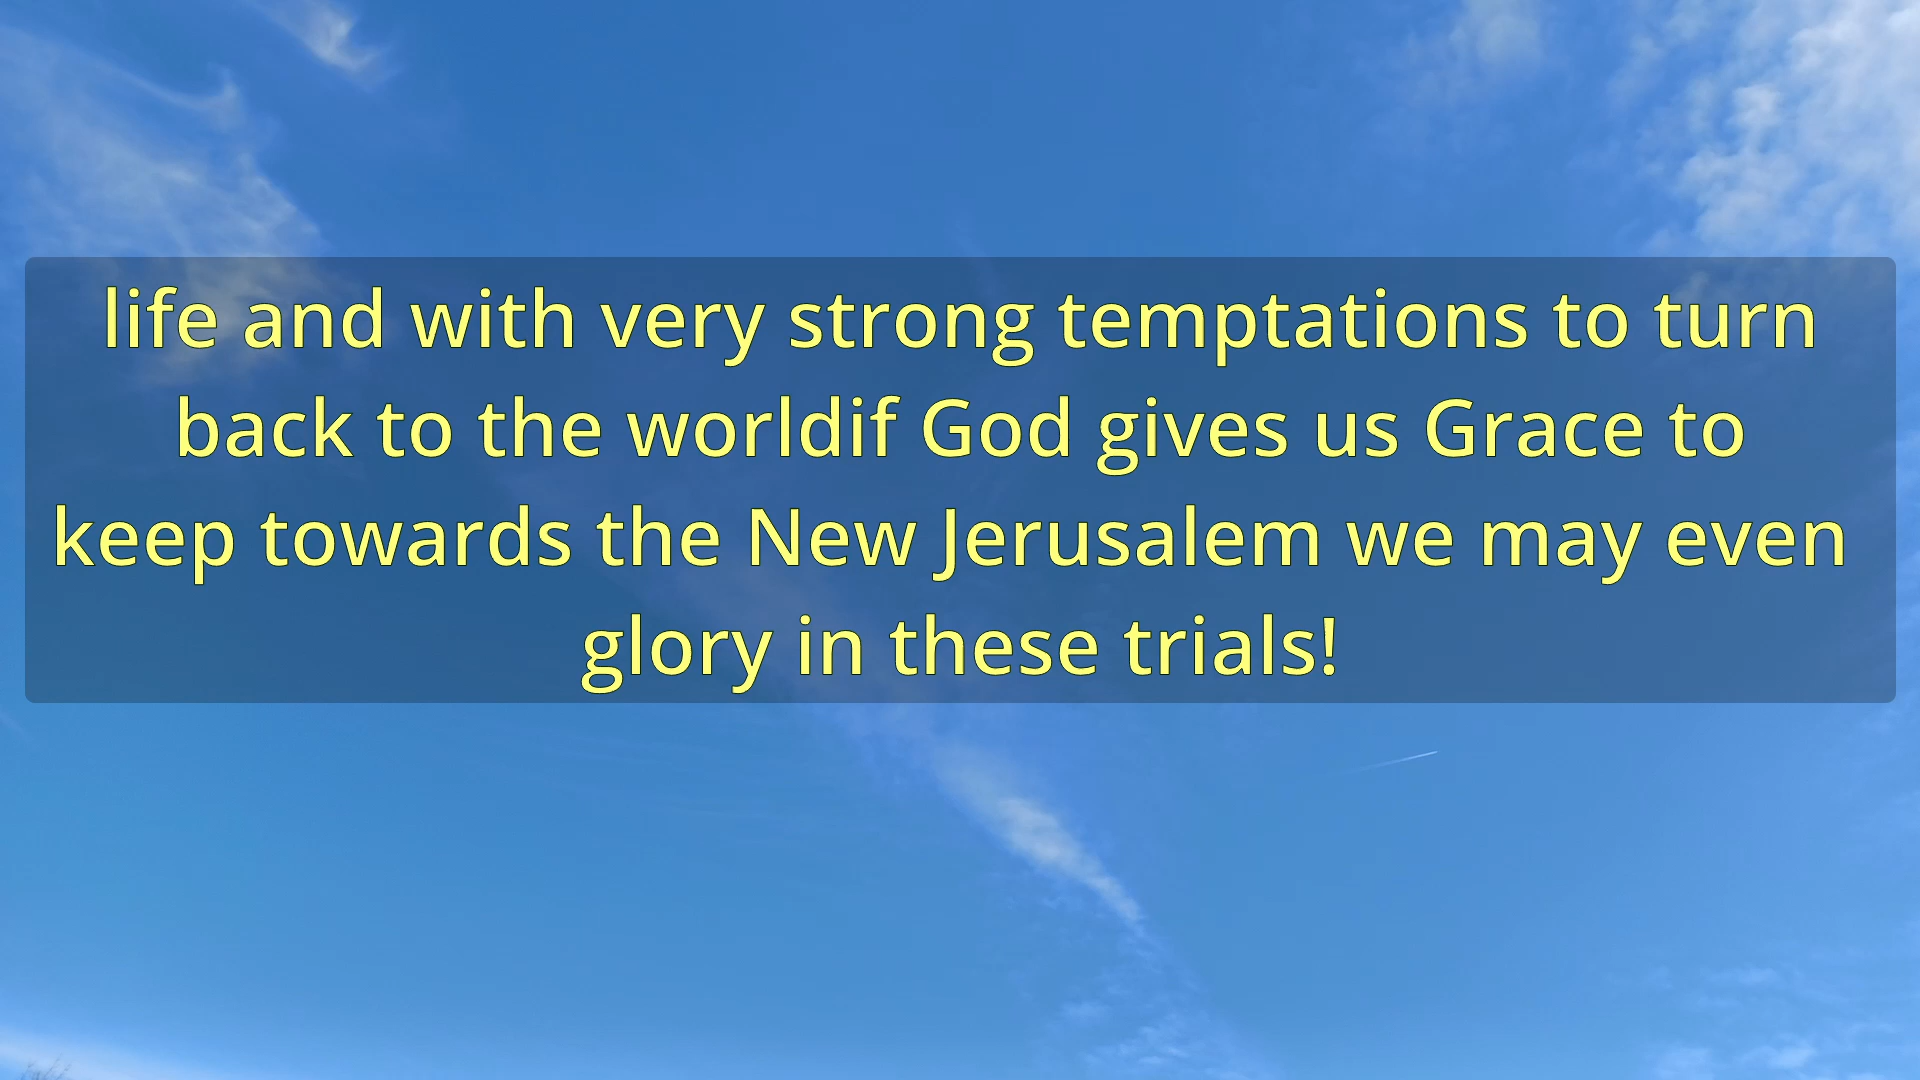 life and with very strong temptations to turn
back to the worldif God gives us Grace to
keep towards the New Jerusalem we may even
glory in these trials!